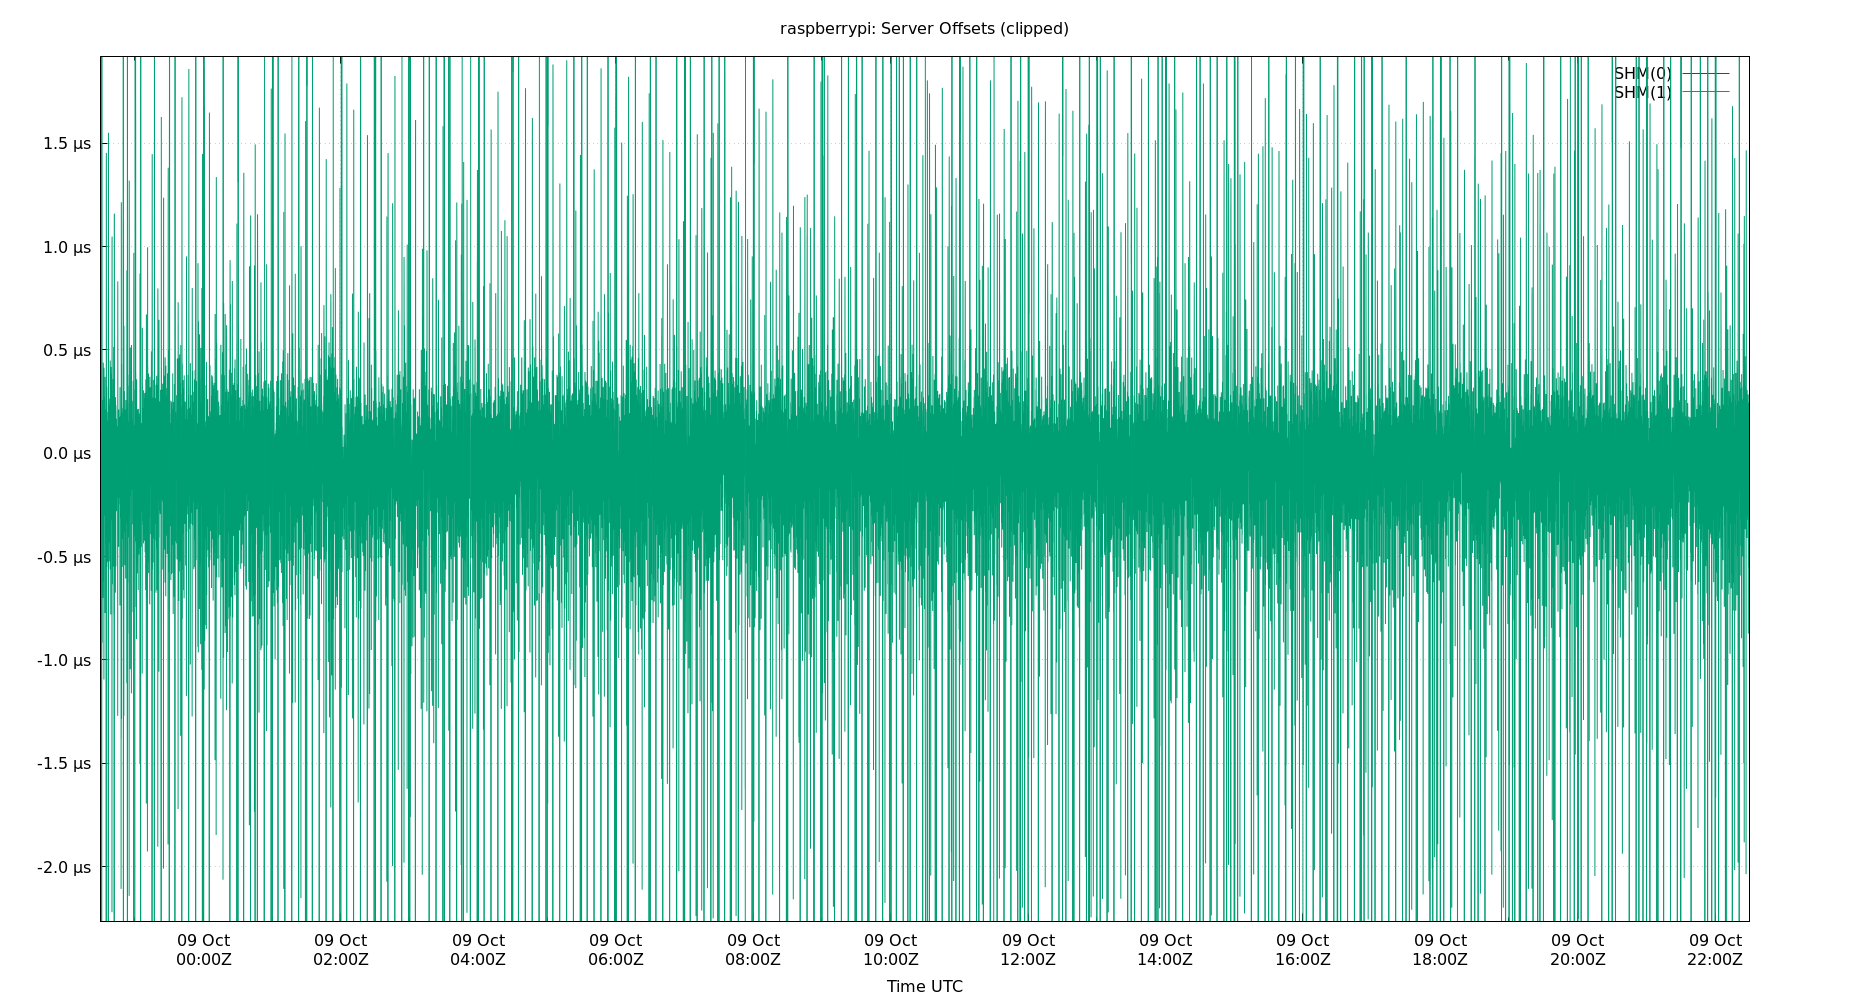 raspberrypi: Server Offsets (clipped)
SHM(0)
SHM(1)
1.5 µs
1.0 µs
0.5 µs
0.0 µs
-0.5 µs
-1.0 µs
-1.5 µs
-2.0 µs
09 Oct 09 Oct 09 Oct 09 Oct 09 Oct 09 Oct 09 Oct 09 Oct 09 Oct 09 Oct 09 Oct 09 Oct
00:00Z 02:00Z 04:00Z 06:00Z 08:00Z 10:00Z 12:00Z 14:00Z 16:00Z 18:00Z 20:00Z 22:00Z
Time UTC